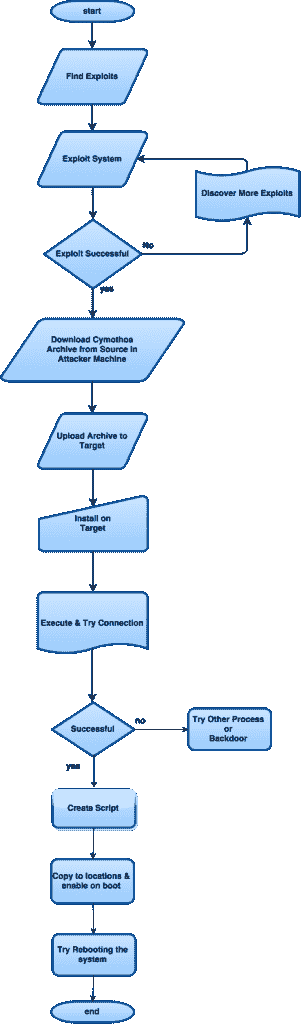 start
Find Exploits
Exploit System
Discover More Exploits
Exploit Successful
No
yes
Download Cymothoa
Archive from Source in
Attacker Machine
Upload Archive to
Target
Install on
Target
Execute & Try Connection
Successful
no
Try Other Process
or
Backdoor
yes
Create Script
Copy to locations &
enable on boot
Try Rebooting the
system
end